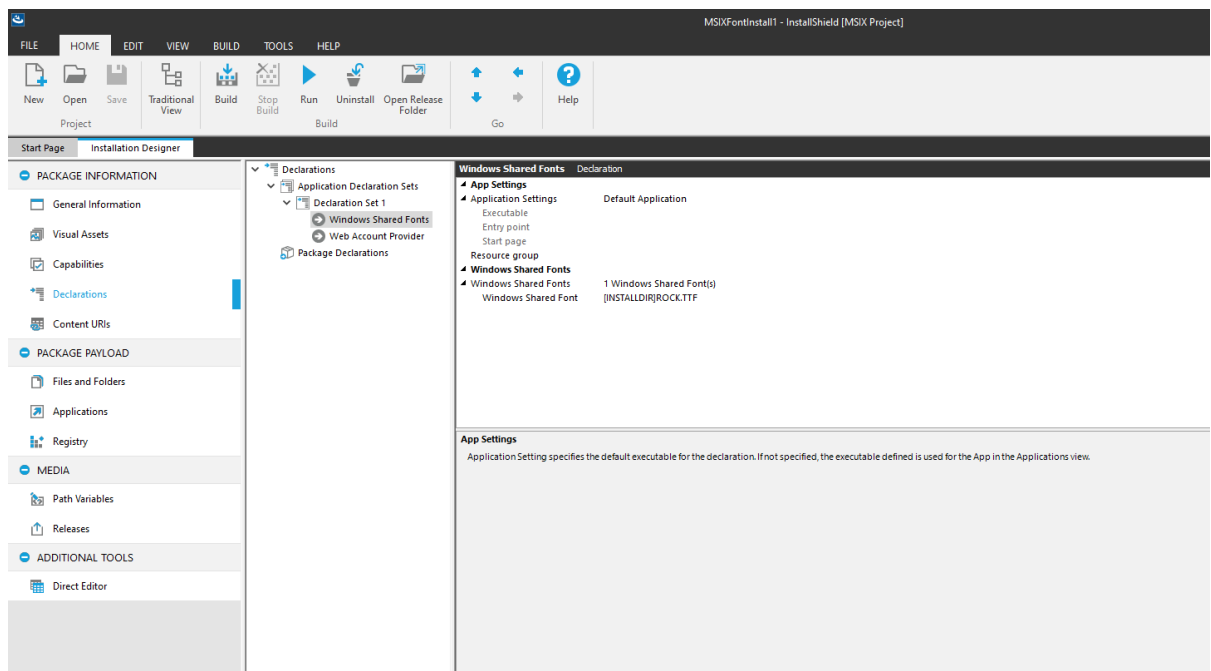 MSIXFontInstall1 - InstallShield [MSIX Project]
FILE HOME EDIT VIEW BUILD TOOLS HELP
New Open Save Traditional View Build Stop Build Run Uninstall Open Release Folder Help
Project Build Go
Start Page Installation Designer
PACKAGE INFORMATION
General Information
Visual Assets
Capabilities
Declarations
Content URIs
PACKAGE PAYLOAD
Files and Folders
Applications
Registry
MEDIA
Path Variables
Releases
ADDITIONAL TOOLS
Direct Editor
Declarations
Application Declaration Sets
Declaration Set 1
Windows Shared Fonts
Web Account Provider
Package Declarations
Windows Shared Fonts Declaration
App Settings
Application Settings Default Application
Executable
Entry point
Start page
Resource group
Windows Shared Fonts
Windows Shared Fonts 1 Windows Shared Font(s)
Windows Shared Font [INSTALLDIR]ROCK.TTF
App Settings
Application Setting specifies the default executable for the declaration. If not specified, the executable defined is used for the App in the Applications view.